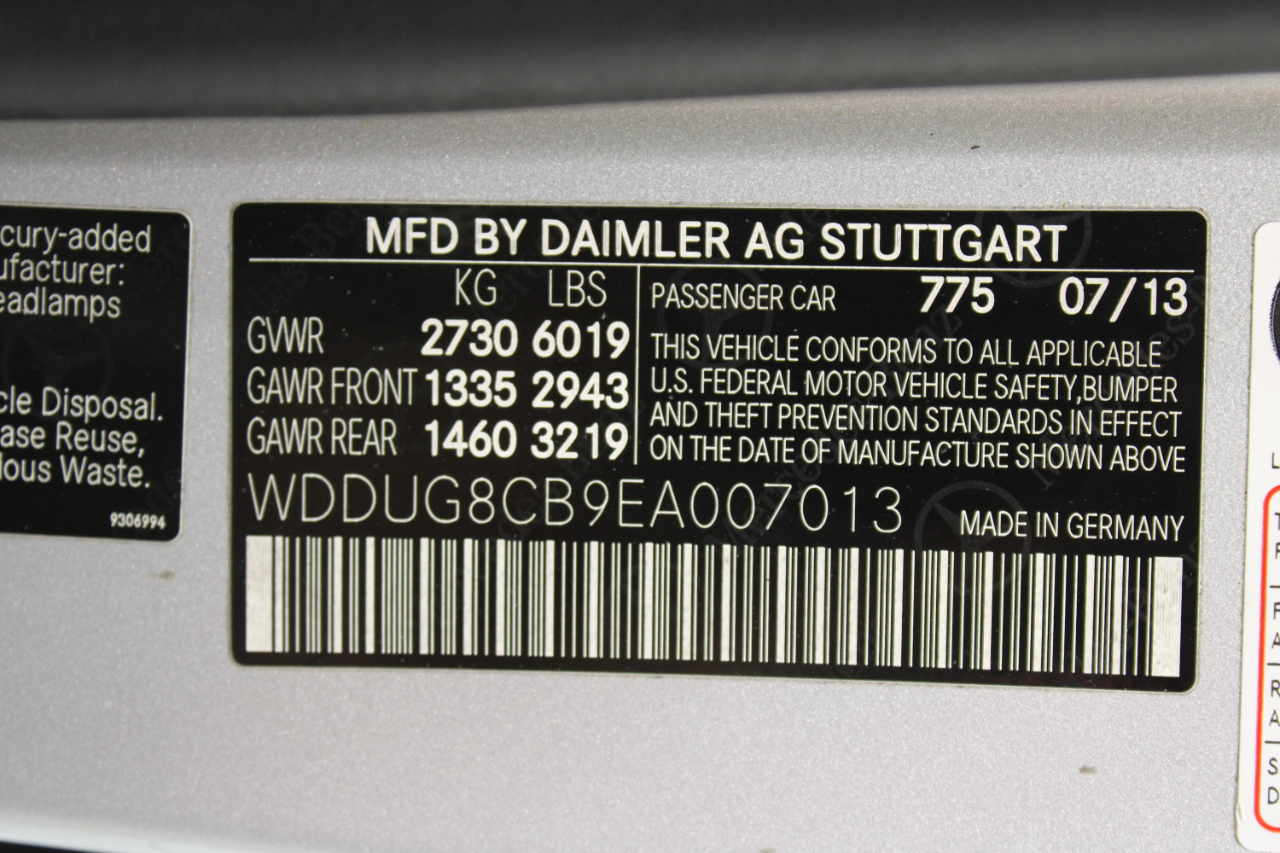 cury-added
ufacturer:
eadlamps
cle Disposal.
ase Reuse,
dous Waste.
9306994
MFD BY DAIMLER AG STUTTGART
KG LBS
GVWR 2730 6019
GAWR FRONT 1335 2943
GAWR REAR 1460 3219
PASSENGER CAR 775 07/13
THIS VEHICLE CONFORMS TO ALL APPLICABLE
U.S. FEDERAL MOTOR VEHICLE SAFETY,BUMPER
AND THEFT PREVENTION STANDARDS IN EFFECT
ON THE DATE OF MANUFACTURE SHOWN ABOVE
WDDUG8CB9EA007013
MADE IN GERMANY